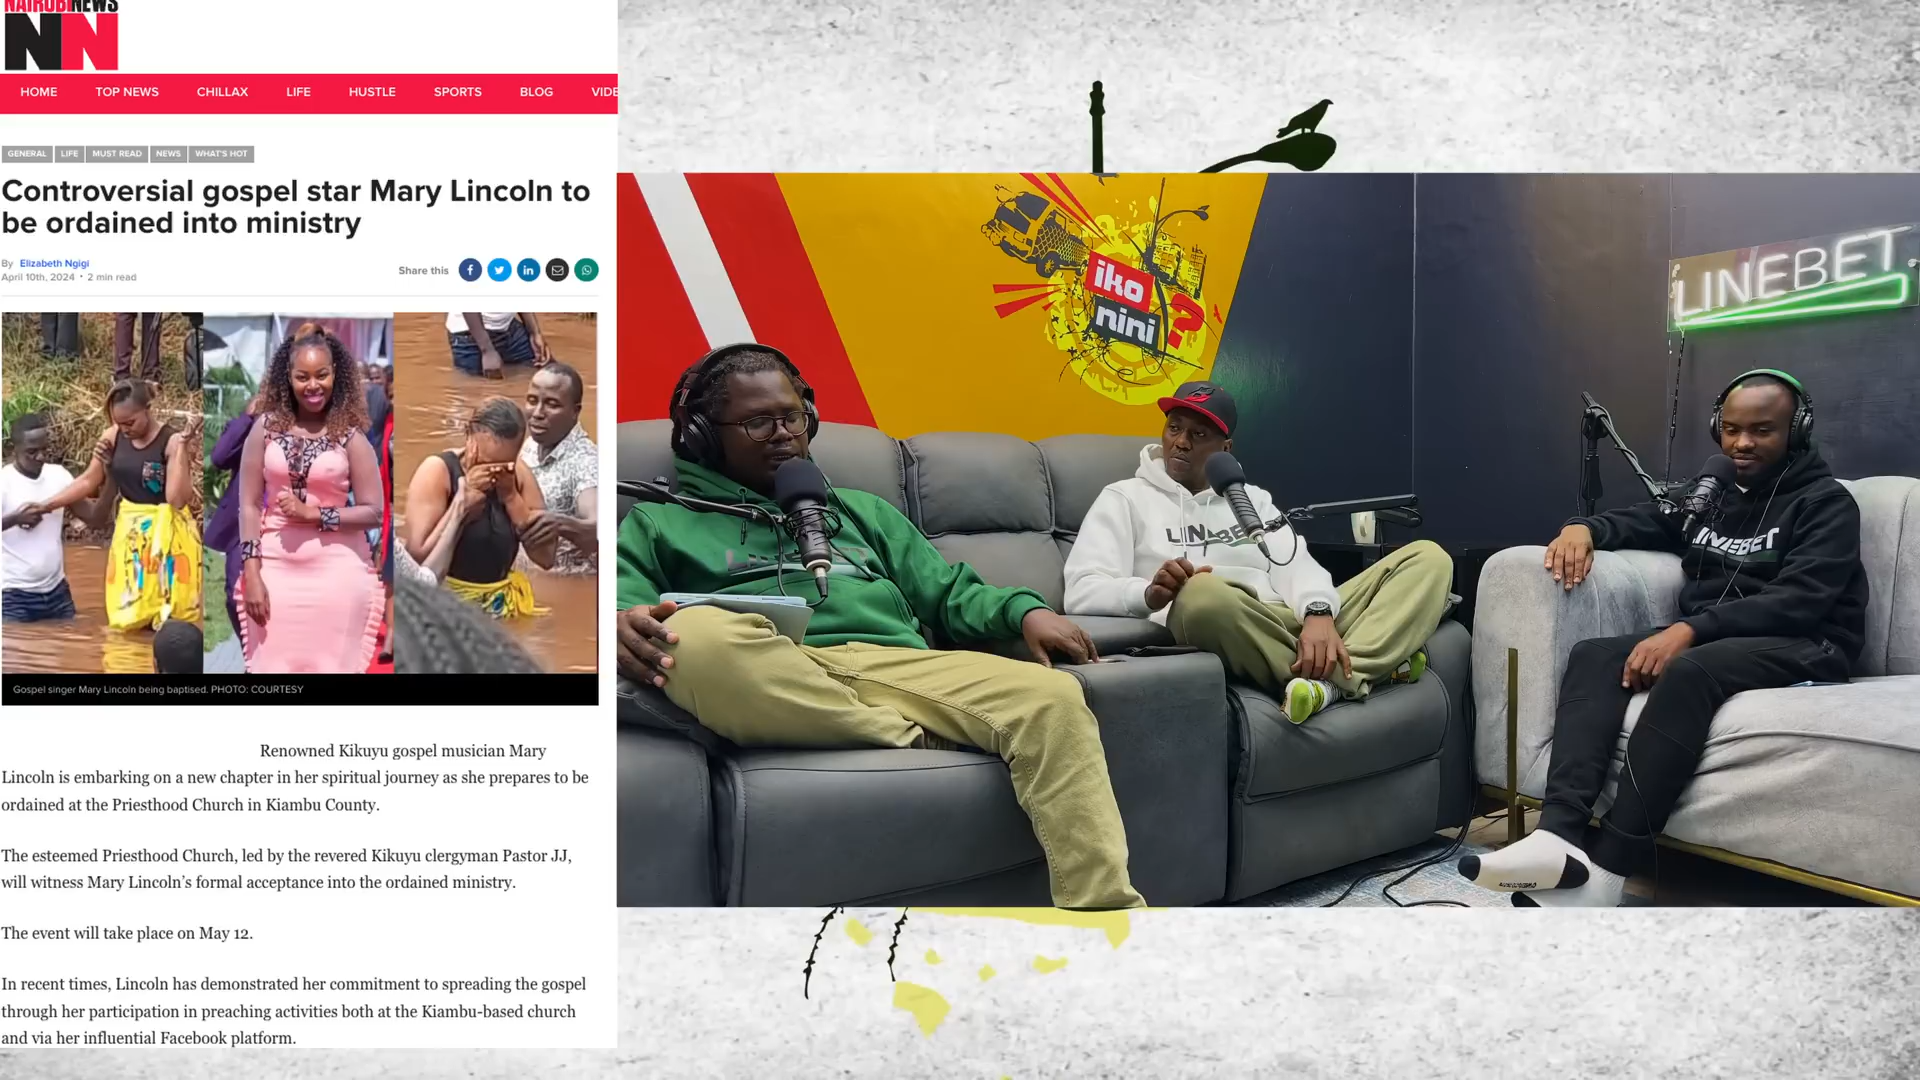 NAIROBINEWS
NN
HOME TOP NEWS CHILLAX LIFE HUSTLE SPORTS BLOG VIDE
GENERAL LIFE MUST READ NEWS WHAT'S HOT
Controversial gospel star Mary Lincoln to
be ordained into ministry
By Elizabeth Ngigi
April 10th, 2024 • 2 min read
Share this
Gospel singer Mary Lincoln being baptised. PHOTO: COURTESY
Renowned Kikuyu gospel musician Mary
Lincoln is embarking on a new chapter in her spiritual journey as she prepares to be
ordained at the Priesthood Church in Kiambu County.
The esteemed Priesthood Church, led by the revered Kikuyu clergyman Pastor JJ,
will witness Mary Lincoln's formal acceptance into the ordained ministry.
The event will take place on May 12.
In recent times, Lincoln has demonstrated her commitment to spreading the gospel
through her participation in preaching activities both at the Kiambu-based church
and via her influential Facebook platform.
iko
nini
?
LINEBET
LINEBET
LINEBET